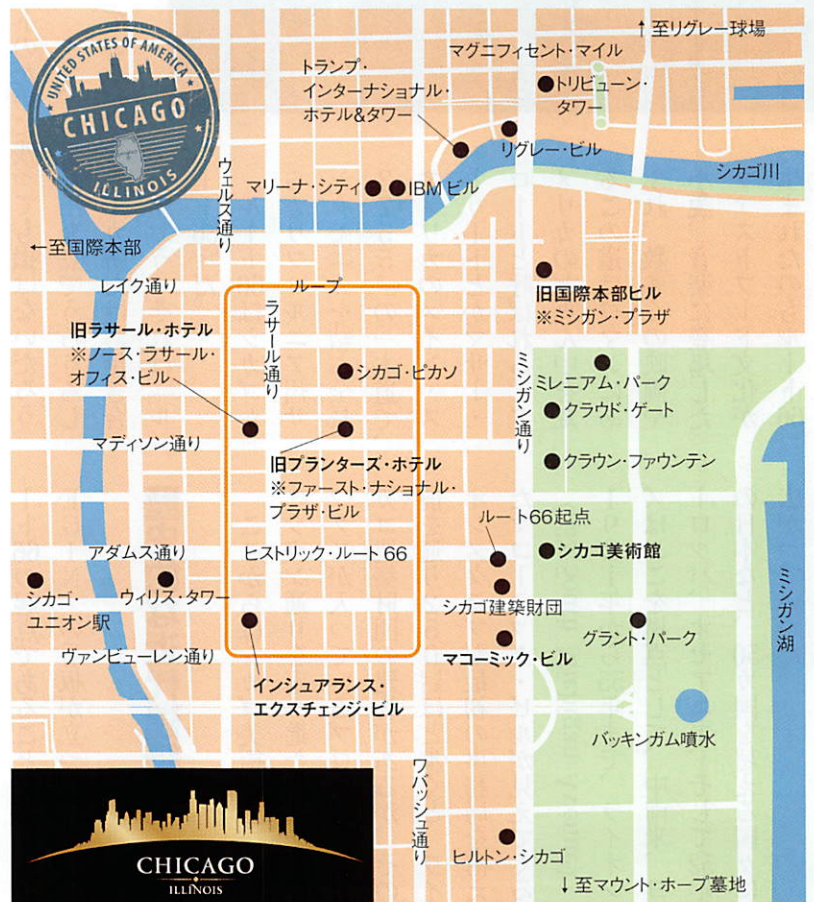 UNITED STATES OF AMERICA
CHICAGO
ILLINOIS
↑至リグレー球場
マグニフィセント・マイル
トランプ・
インターナショナル・
ホテル&タワー
トリビューン・
タワー
リグレー・ビル
シカゴ川
ウェルス通り
マリーナ・シティ
IBMビル
←至国際本部
レイク通り
ループ
旧国際本部ビル
※ミシガン・プラザ
旧ラサール・ホテル
※ノース・ラサール・
オフィス・ビル
ラサール通り
シカゴ・ピカソ
ミシガン通り
ミレニアム・パーク
クラウド・ゲート
マディソン通り
旧プランターズ・ホテル
※ファースト・ナショナル・
プラザ・ビル
クラウン・ファウンテン
ルート66起点
アダムス通り
ヒストリック・ルート66
シカゴ美術館
シカゴ・
ユニオン駅
ウィリス・タワー
シカゴ建築財団
グラント・パーク
ミシガン湖
ヴァンビューレン通り
マコーミック・ビル
インシュアランス・
エクスチェンジ・ビル
バッキンガム噴水
ワバッシュ通り
ヒルトン・シカゴ
↓至マウント・ホープ墓地
CHICAGO
ILLINOIS